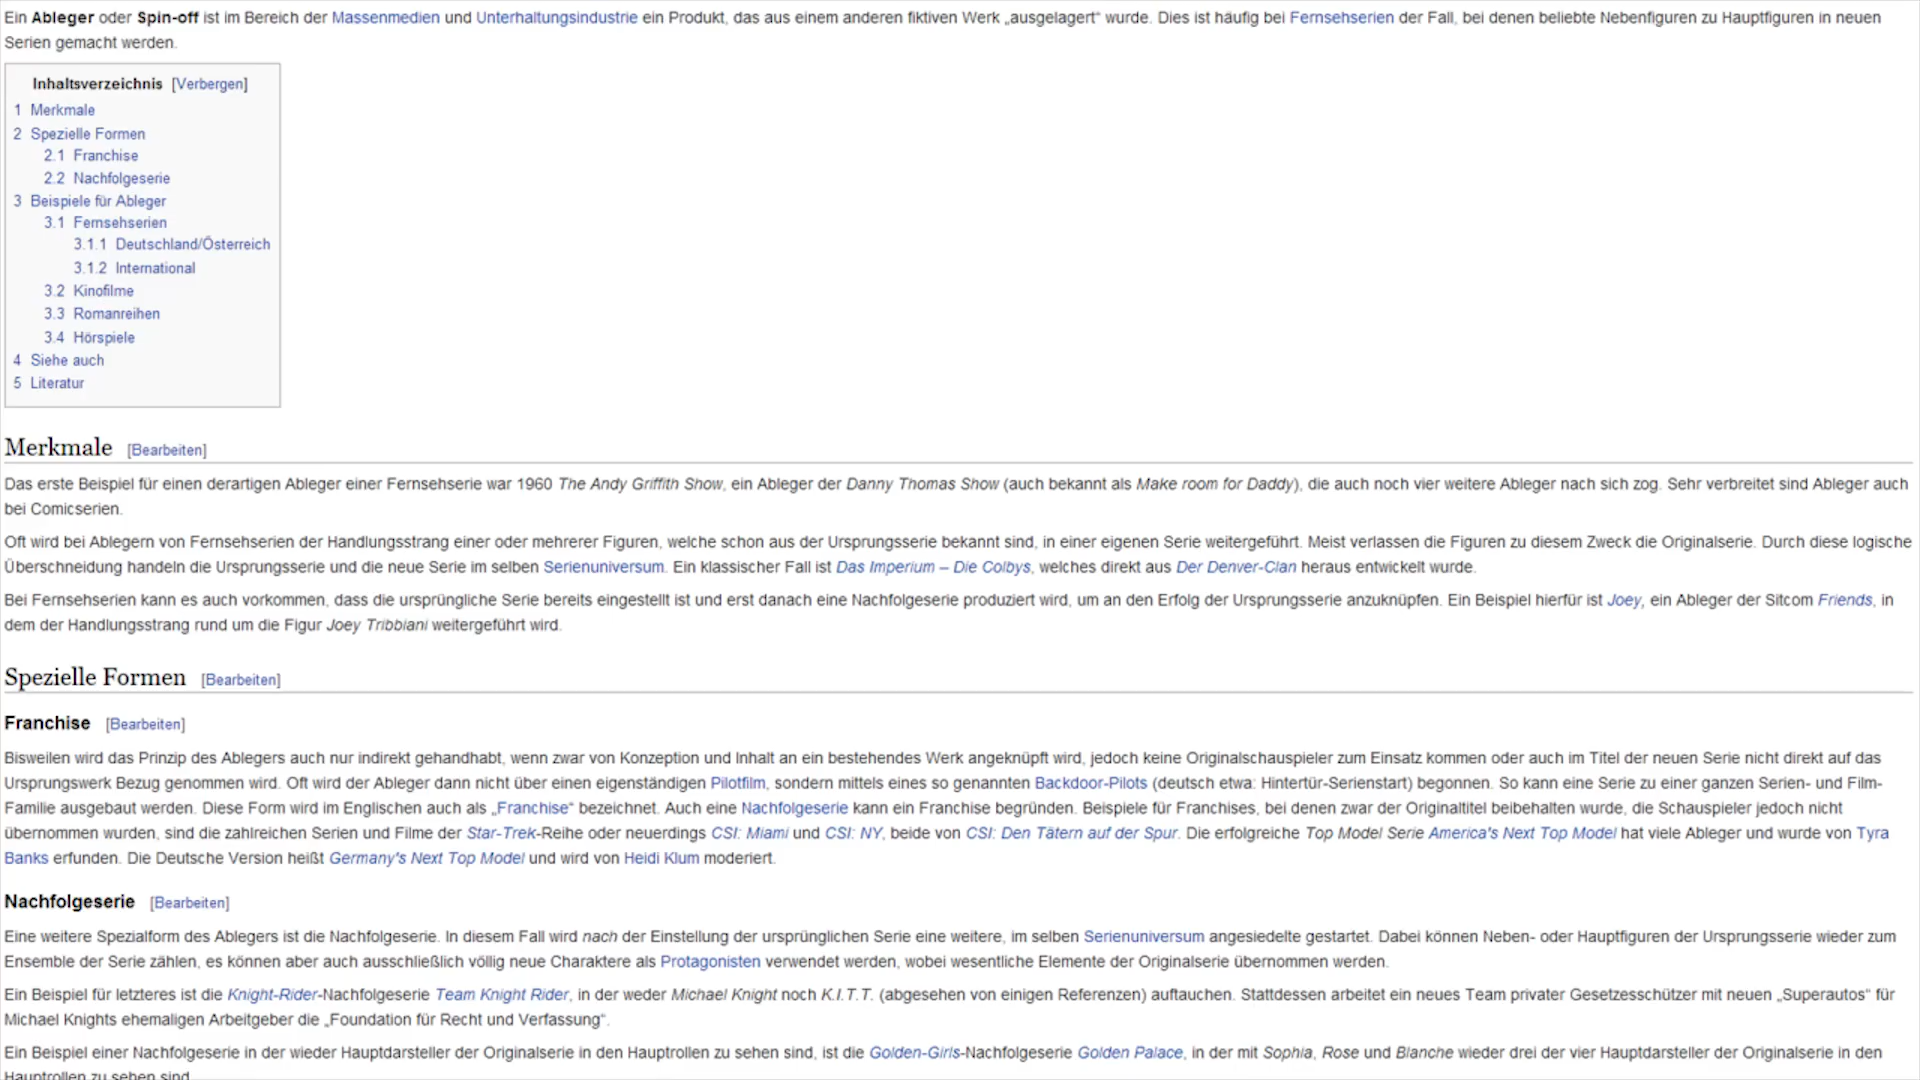 Ein Ableger oder Spin-off ist im Bereich der Massenmedien und Unterhaltungsindustrie ein Produkt, das aus einem anderen fiktiven Werk „ausgelagert“ wurde. Dies ist häufig bei Fernsehserien der Fall, bei denen beliebte Nebenfiguren zu Hauptfiguren in neuen
Serien gemacht werden.
Inhaltsverzeichnis [Verbergen]
1 Merkmale
2 Spezielle Formen
2.1 Franchise
2.2 Nachfolgeserie
3 Beispiele für Ableger
3.1 Fernsehserien
3.1.1 Deutschland/Österreich
3.1.2 International
3.2 Kinofilme
3.3 Romanreihen
3.4 Hörspiele
4 Siehe auch
5 Literatur
Merkmale [Bearbeiten]
Das erste Beispiel für einen derartigen Ableger einer Fernsehserie war 1960 The Andy Griffith Show, ein Ableger der Danny Thomas Show (auch bekannt als Make room for Daddy), die auch noch vier weitere Ableger nach sich zog. Sehr verbreitet sind Ableger auch
bei Comicserien.
Oft wird bei Ablegern von Fernsehserien der Handlungsstrang einer oder mehrerer Figuren, welche schon aus der Ursprungsserie bekannt sind, in einer eigenen Serie weitergeführt. Meist verlassen die Figuren zu diesem Zweck die Originalserie. Durch diese logische
Überschneidung handeln die Ursprungsserie und die neue Serie im selben Serienuniversum. Ein klassischer Fall ist Das Imperium – Die Colbys, welches direkt aus Der Denver-Clan heraus entwickelt wurde.
Bei Fernsehserien kann es auch vorkommen, dass die ursprüngliche Serie bereits eingestellt ist und erst danach eine Nachfolgeserie produziert wird, um an den Erfolg der Ursprungsserie anzuknüpfen. Ein Beispiel hierfür ist Joey, ein Ableger der Sitcom Friends, in
dem der Handlungsstrang rund um die Figur Joey Tribbiani weitergeführt wird.
Spezielle Formen [Bearbeiten]
Franchise [Bearbeiten]
Bisweilen wird das Prinzip des Ablegers auch nur indirekt gehandhabt, wenn zwar von Konzeption und Inhalt an ein bestehendes Werk angeknüpft wird, jedoch keine Originalschauspieler zum Einsatz kommen oder auch im Titel der neuen Serie nicht direkt auf das
Ursprungswerk Bezug genommen wird. Oft wird der Ableger dann nicht über einen eigenständigen Pilotfilm, sondern mittels eines so genannten Backdoor-Pilots (deutsch etwa: Hintertür-Serienstart) begonnen. So kann eine Serie zu einer ganzen Serien- und Film-
Familie ausgebaut werden. Diese Form wird im Englischen auch als „Franchise“ bezeichnet. Auch eine Nachfolgeserie kann ein Franchise begründen. Beispiele für Franchises, bei denen zwar der Originaltitel beibehalten wurde, die Schauspieler jedoch nicht
übernommen wurden, sind die zahlreichen Serien und Filme der Star-Trek-Reihe oder neuerdings CSI: Miami und CSI: NY, beide von CSI: Den Tätern auf der Spur. Die erfolgreiche Top Model Serie America's Next Top Model hat viele Ableger und wurde von Tyra
Banks erfunden. Die Deutsche Version heißt Germany's Next Top Model und wird von Heidi Klum moderiert.
Nachfolgeserie [Bearbeiten]
Eine weitere Spezialform des Ablegers ist die Nachfolgeserie. In diesem Fall wird nach der Einstellung der ursprünglichen Serie eine weitere, im selben Serienuniversum angesiedelte gestartet. Dabei können Neben- oder Hauptfiguren der Ursprungsserie wieder zum
Ensemble der Serie zählen, es können aber auch ausschließlich völlig neue Charaktere als Protagonisten verwendet werden, wobei wesentliche Elemente der Originalserie übernommen werden.
Ein Beispiel für letzteres ist die Knight-Rider-Nachfolgeserie Team Knight Rider, in der weder Michael Knight noch K.I.T.T. (abgesehen von einigen Referenzen) auftauchen. Stattdessen arbeitet ein neues Team privater Gesetzesschützer mit neuen „Superautos“ für
Michael Knights ehemaligen Arbeitgeber die „Foundation für Recht und Verfassung“.
Ein Beispiel einer Nachfolgeserie in der wieder Hauptdarsteller der Originalserie in den Hauptrollen zu sehen sind, ist die Golden-Girls-Nachfolgeserie Golden Palace, in der mit Sophia, Rose und Blanche wieder drei der vier Hauptdarsteller der Originalserie in den
Hauptrollen zu sehen sind